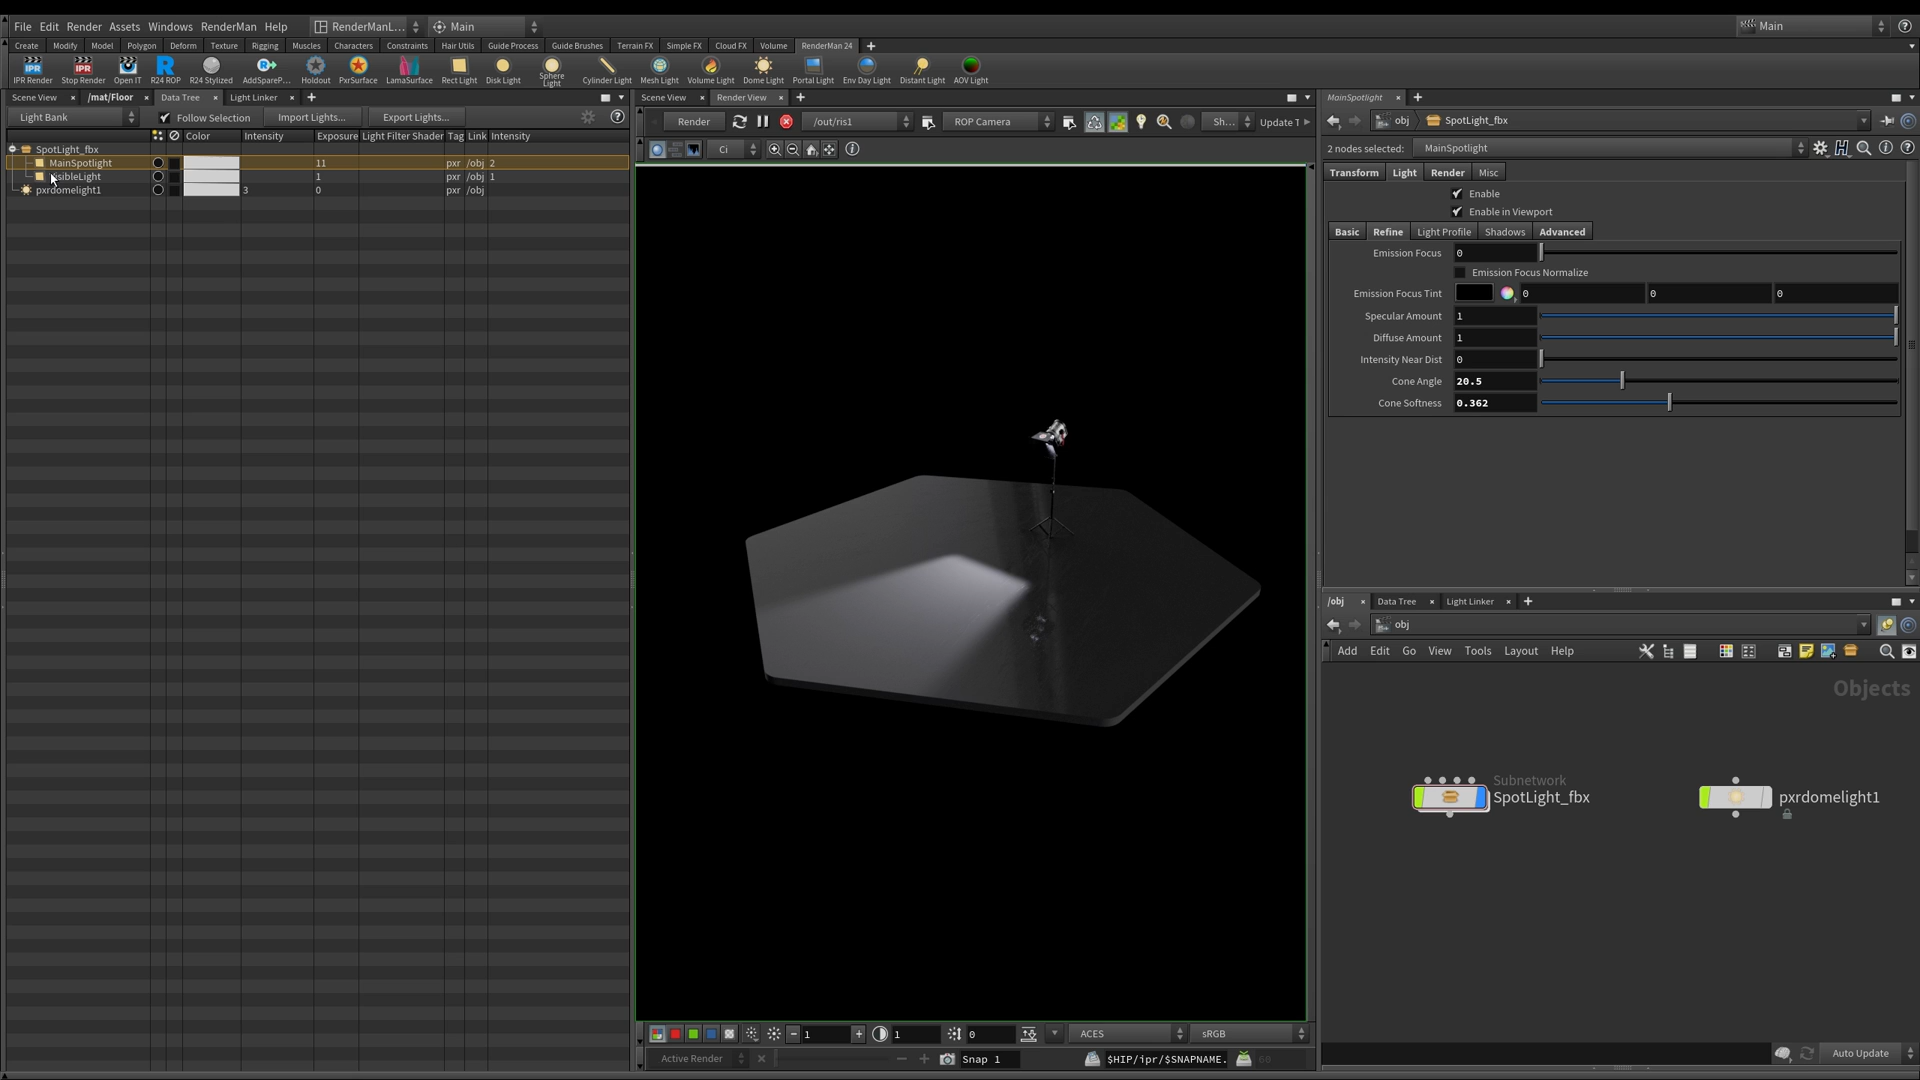 File Edit Render Assets Windows RenderMan Help RenderManL... Main Main
Create Modify Model Polygon Deform Texture Rigging Muscles Characters Constraints Hair Utils Guide Process Guide Brushes Terrain FX Simple FX Cloud FX Volume RenderMan 24
IPR Render Stop Render Open IT R24 ROP R24 Stylized AddSpareP... Holdout PxrSurface LamaSurface Rect Light Disk Light Sphere Light Cylinder Light Mesh Light Volume Light Dome Light Portal Light Env Day Light Distant Light AOV Light
Scene View /mat/Floor Data Tree Light Linker
Light Bank Follow Selection Import Lights... Export Lights...
Color Intensity Exposure Light Filter Shader Tag Link Intensity
SpotLight_fbx
MainSpotlight 11 pxr /obj 2
isibleLight 1 pxr /obj 1
pxrdomelight1 3 0 pxr /obj
Scene View Render View
Render /out/ris1 ROP Camera Sh... Update T
Ci
1 1 0 ACES sRGB
Active Render Snap 1 $HIP/ipr/$SNAPNAME. 60
MainSpotlight
obj SpotLight_fbx
2 nodes selected: MainSpotlight
Transform Light Render Misc
Enable
Enable in Viewport
Basic Refine Light Profile Shadows Advanced
Emission Focus 0
Emission Focus Normalize
Emission Focus Tint 0 0 0
Specular Amount 1
Diffuse Amount 1
Intensity Near Dist 0
Cone Angle 20.5
Cone Softness 0.362
/obj Data Tree Light Linker
obj
Add Edit Go View Tools Layout Help
Objects
Subnetwork
SpotLight_fbx
pxrdomelight1
Auto Update